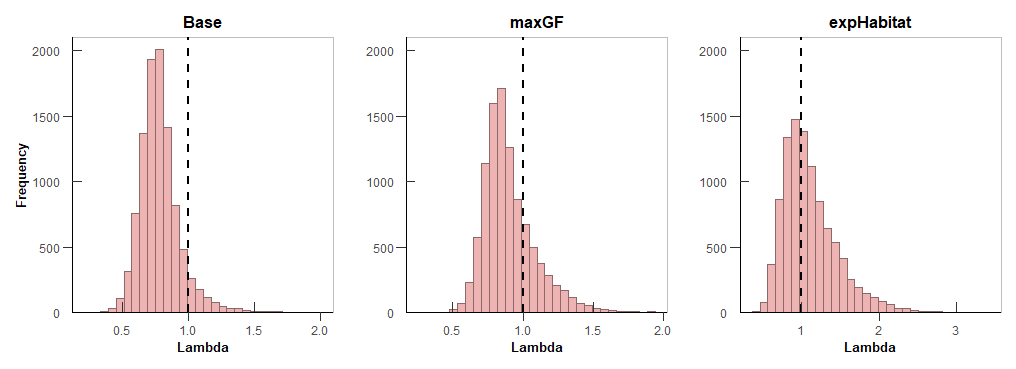 Base maxGF expHabitat
Frequency
2000 2000 2000
1500 1500 1500
1000 1000 1000
500 500 500
0 0 0
0.5 1.0 1.5 2.0 0.5 1.0 1.5 2.0 1 2 3
Lambda Lambda Lambda